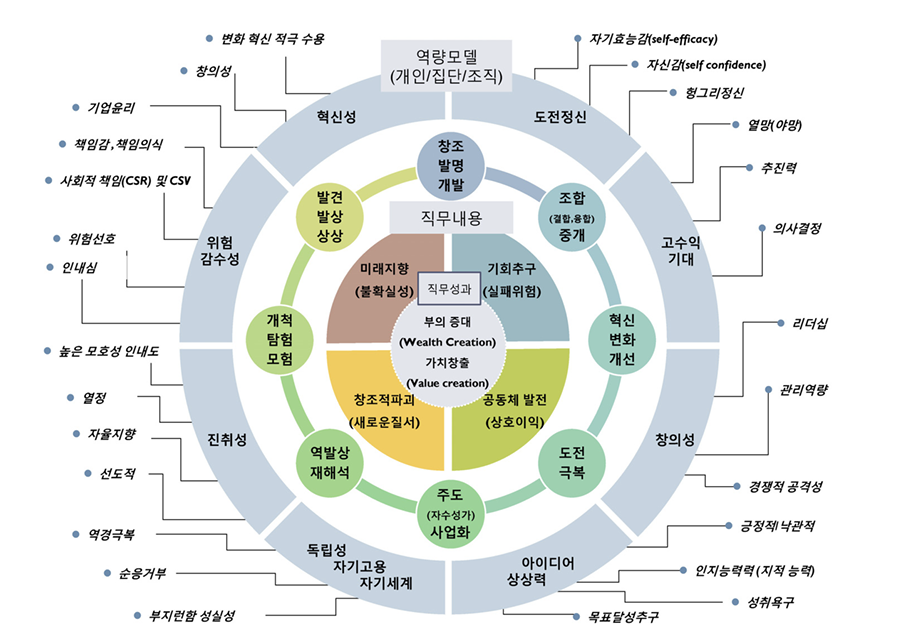 변화 혁신 적극 수용
창의성
기업윤리
책임감,책임의식
사회적 책임(CSR) 및 CSV
위험선호
인내심
높은 모호성 인내도
열정
자율지향
선도적
역경극복
순응거부
부지런함 성실성
역량모델
(개인/집단/조직)
자기효능감(self-efficacy)
자신감(self confidence)
헝그리정신
열망(야망)
추진력
의사결정
리더십
관리역량
경쟁적 공격성
긍정적/낙관적
인지능력력(지적 능력)
성취욕구
목표달성추구
혁신성
도전정신
고수익
기대
창의성
아이디어
상상력
독립성
자기고용
자기세계
진취성
위험
감수성
창조
발명
개발
조합
(결합,융합)
중개
혁신
변화
개선
도전
극복
주도
(자수성가)
사업화
역발상
재해석
개척
탐험
모험
발견
발상
상상
직무내용
미래지향
(불확실성)
기회추구
(실패위험)
창조적파괴
(새로운질서)
공동체 발전
(상호이익)
직무성과
부의 증대
(Wealth Creation)
가치창출
(Value creation)